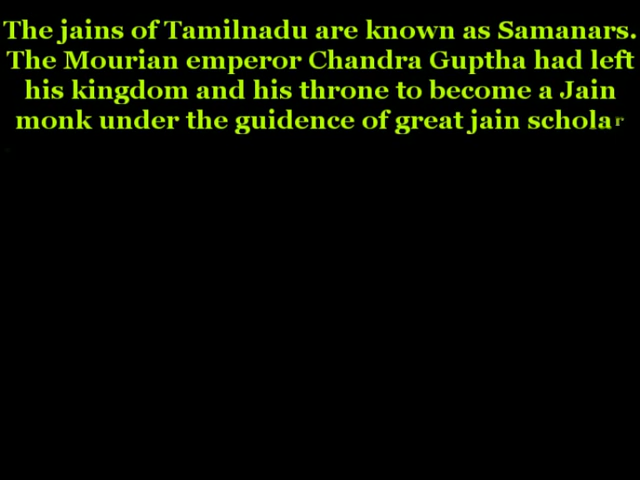 The jains of Tamilnadu are known as Samanars.
The Mourian emperor Chandra Guptha had left
his kingdom and his throne to become a Jain
monk under the guidence of great jain scholar